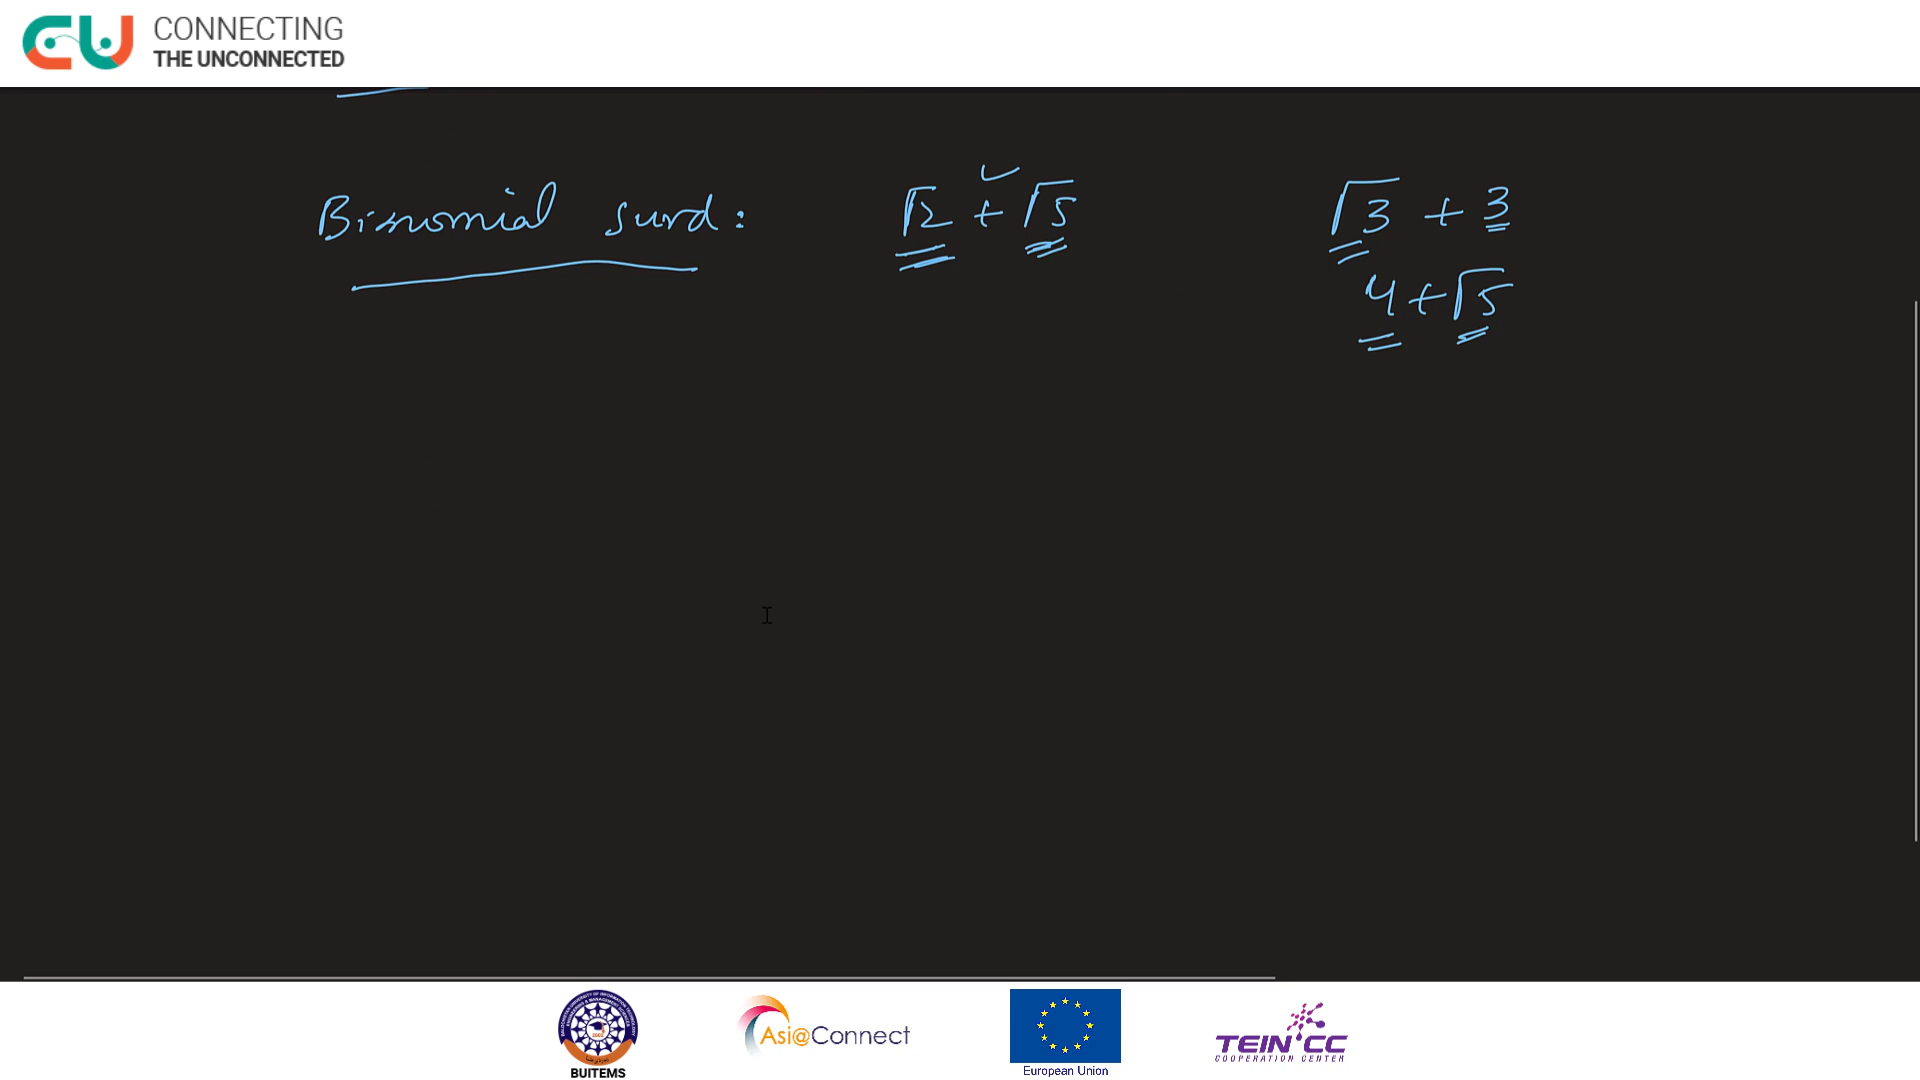 CONNECTING
THE UNCONNECTED
Binomial surd: √2 + √5 √3 + 3
4 + √5
BUITEMS
Asi@Connect
European Union
TEIN*CC
COOPERATION CENTER